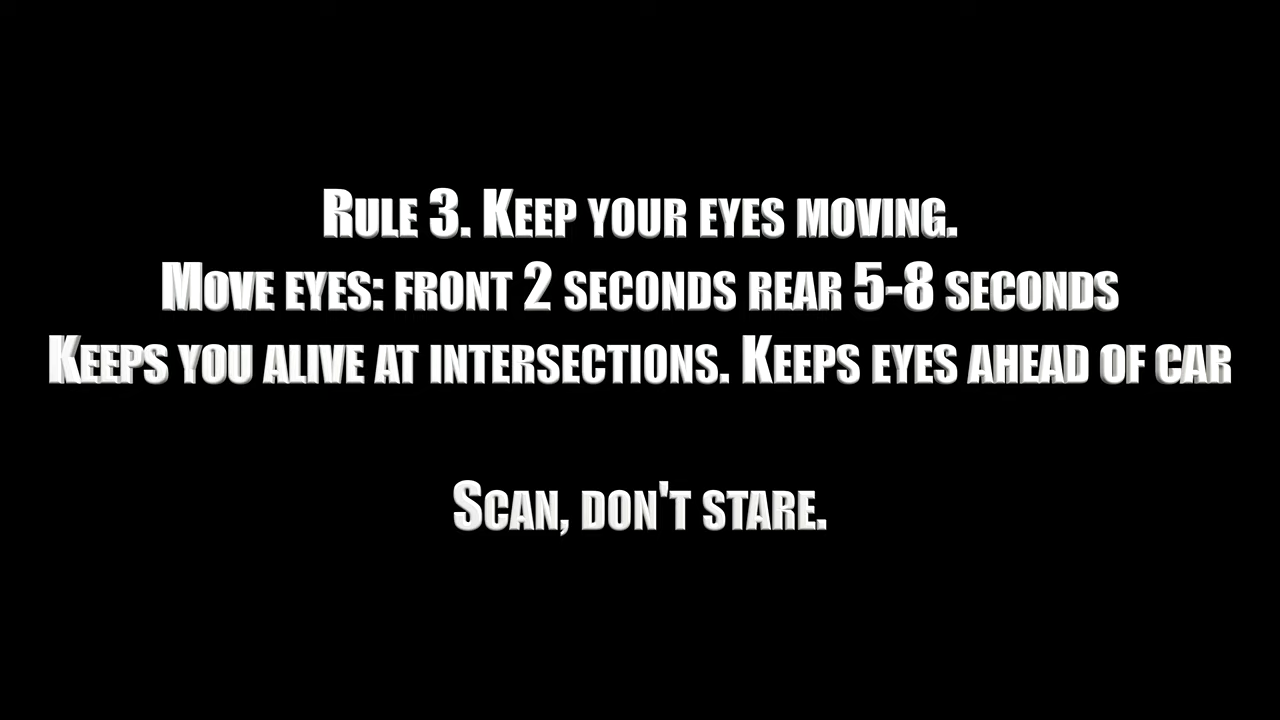 Rule 3. Keep your eyes moving.
Move eyes: front 2 seconds rear 5-8 seconds
Keeps you alive at intersections. Keeps eyes ahead of car
Scan, don't stare.